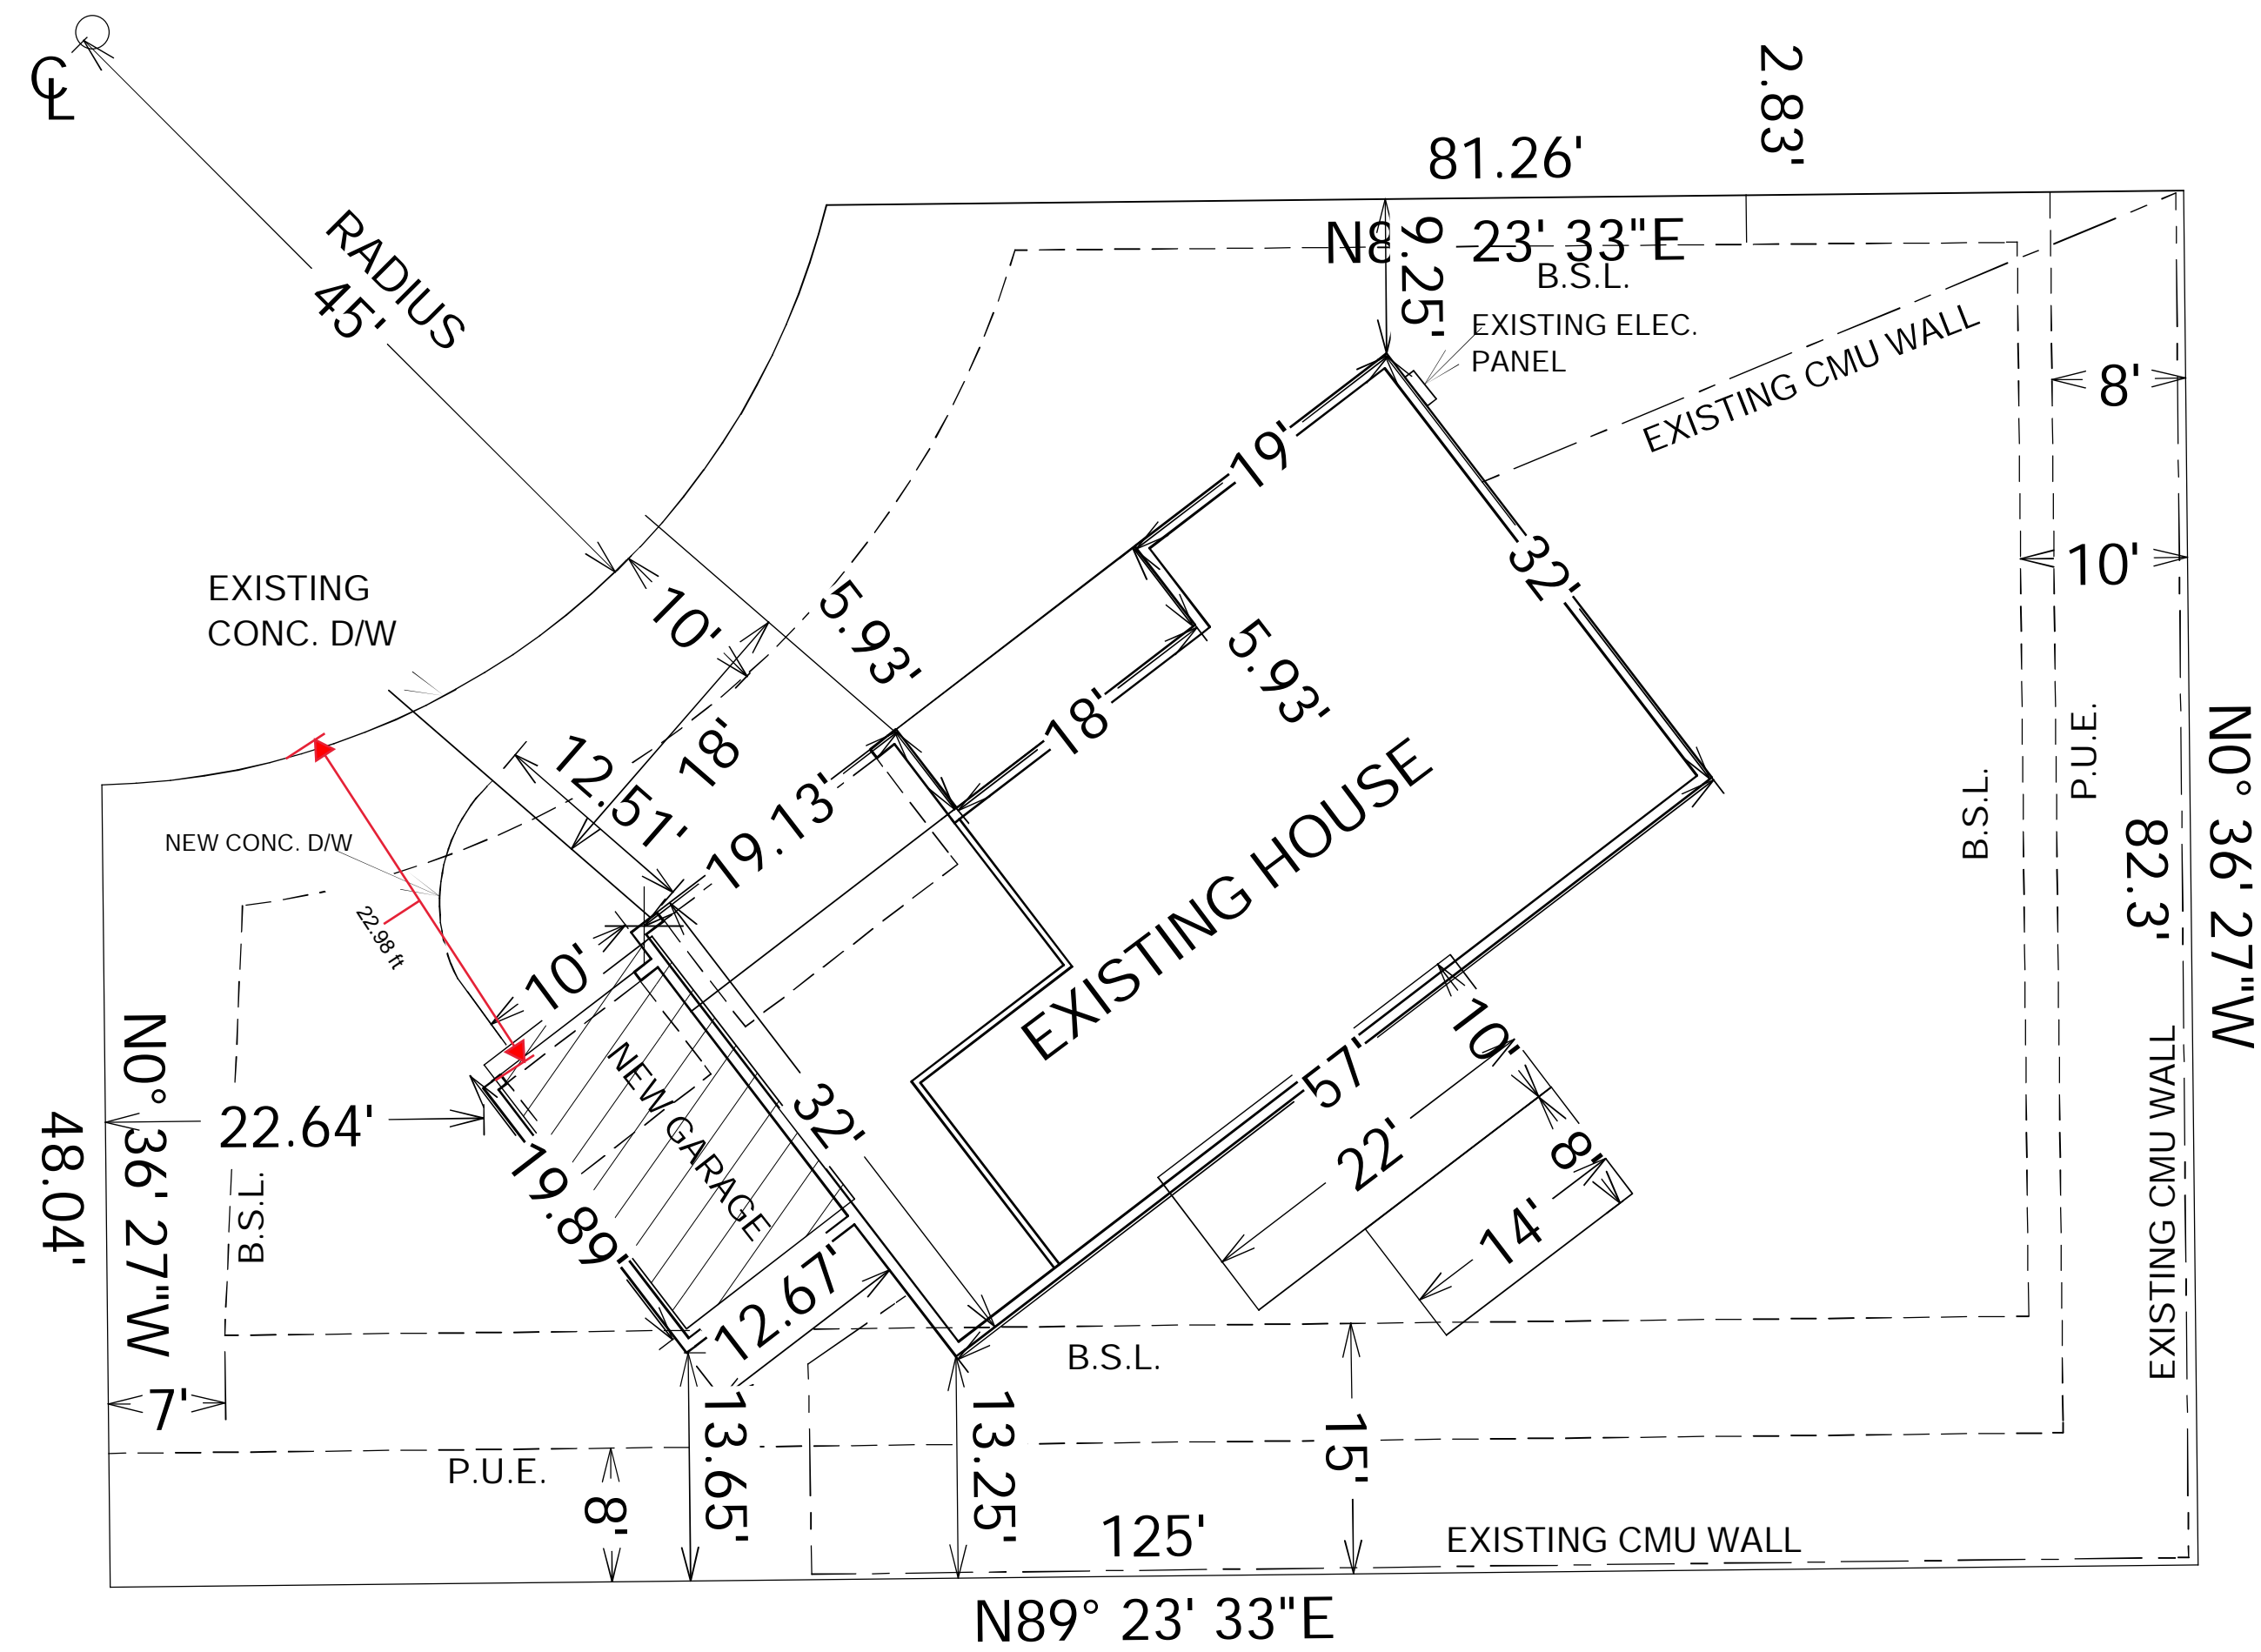 ℄
2.83'
81.26'
N8 23' 33"E
9.25'
B.S.L.
RADIUS
45'
EXISTING ELEC.
PANEL
EXISTING CMU WALL
8'
19'
10'
32'
EXISTING
CONC. D/W
10'
5.93'
5.93'
18'
18'
12.51'
19.13'
NEW CONC. D/W
22.98 ft
EXISTING HOUSE
B.S.L.
P.U.E.
82.3'
N0° 36' 27"W
10'
10'
57'
NEW GARAGE
32'
22'
8'
14'
N0° 36' 27"W
48.04'
22.64'
B.S.L.
19.89'
12.67'
EXISTING CMU WALL
B.S.L.
7'
13.65'
13.25'
15'
P.U.E.
8'
125'
EXISTING CMU WALL
N89° 23' 33"E